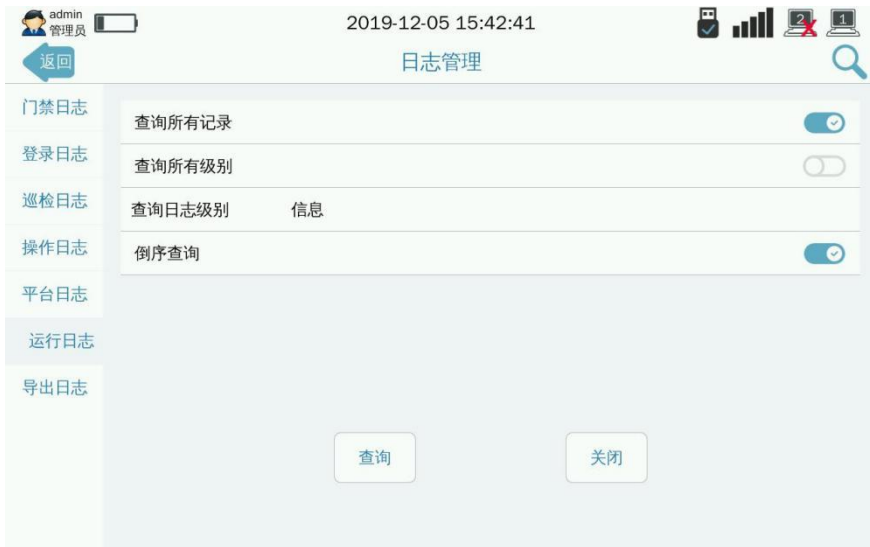 admin
管理员
2019-12-05 15:42:41
2
1
返回
日志管理
门禁日志
登录日志
巡检日志
操作日志
平台日志
运行日志
导出日志
查询所有记录
查询所有级别
查询日志级别 信息
倒序查询
查询
关闭